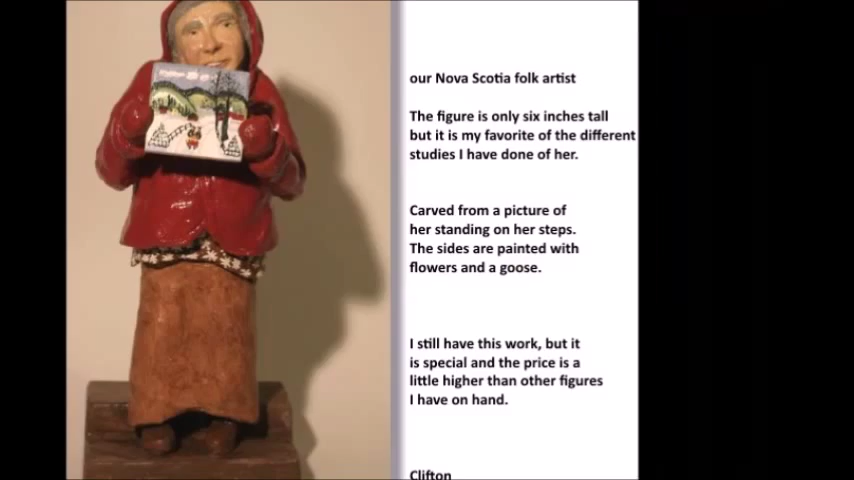 our Nova Scotia folk artist
The figure is only six inches tall
but it is my favorite of the different
studies I have done of her.
Carved from a picture of
her standing on her steps.
The sides are painted with
flowers and a goose.
I still have this work, but it
is special and the price is a
little higher than other figures
I have on hand.
Clifton